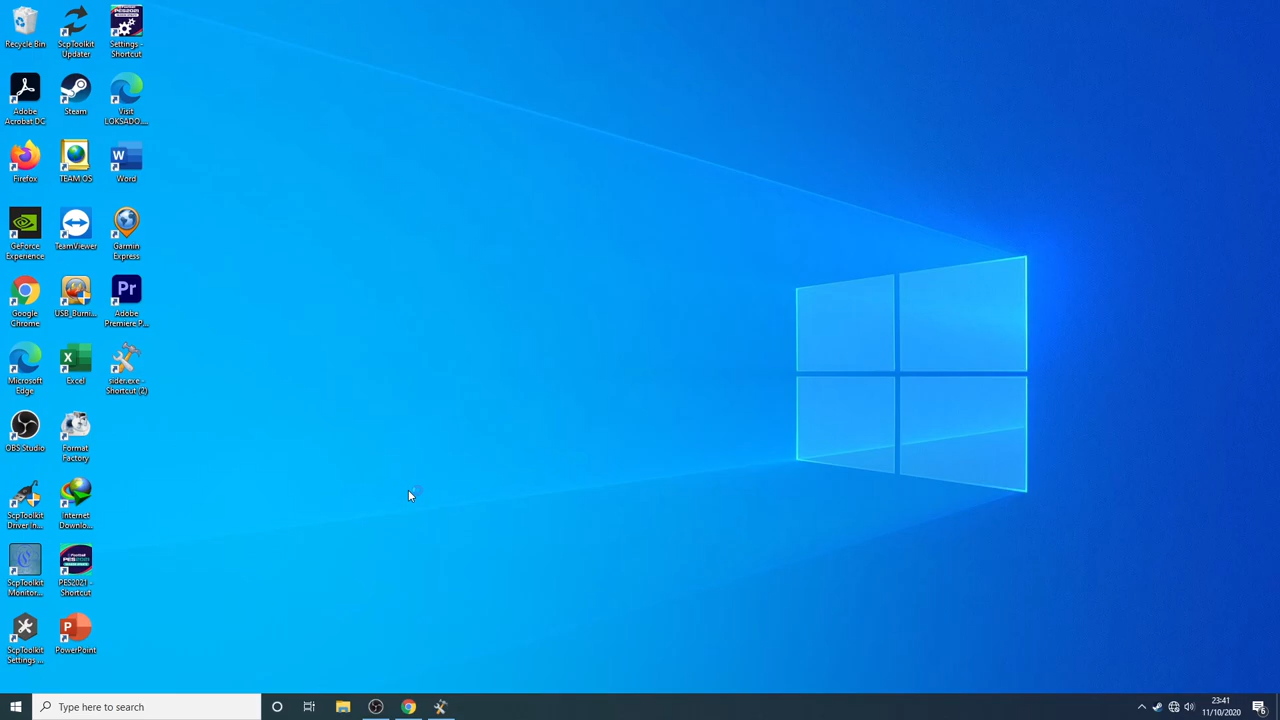 Recycle Bin
ScpToolkit
Updater
Settings -
Shortcut
Adobe
Acrobat DC
Steam
Visit
LOKSADO....
Firefox
TEAM OS
Word
GeForce
Experience
TeamViewer
Garmin
Express
Google
Chrome
USB_Burni...
Pr
Adobe
Premiere P...
Microsoft
Edge
Excel
sider.exe -
Shortcut (2)
OBS Studio
Format
Factory
ScpToolkit
Driver In...
Internet
Downlo...
ScpToolkit
Monitor...
PES2021 -
Shortcut
ScpToolkit
Settings ...
PowerPoint
Type here to search
23:41
11/10/2020
6